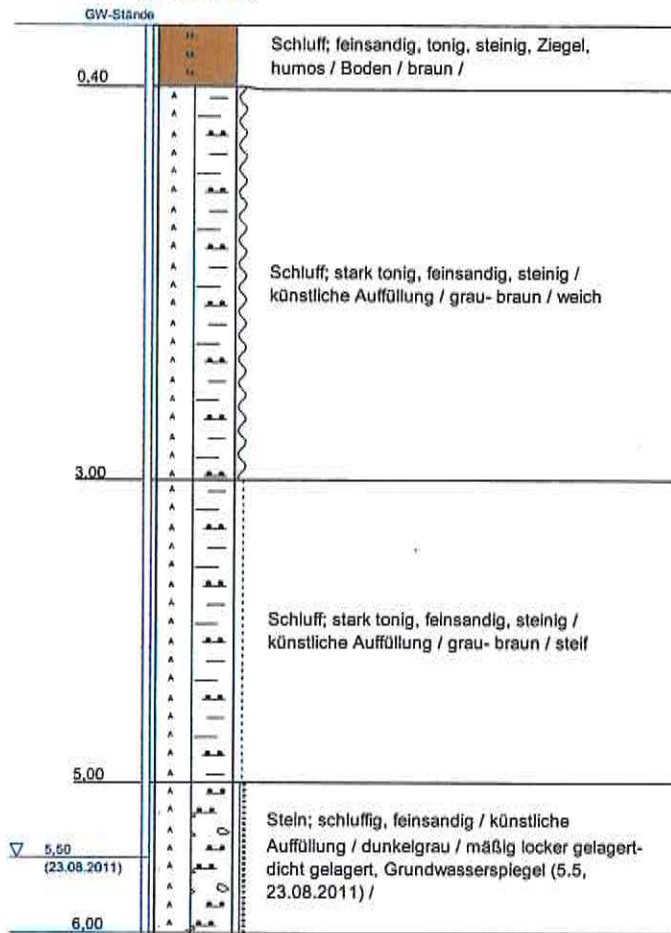 GW-Stände
Schluff; feinsandig, tonig, steinig, Ziegel,
humos / Boden / braun /
0,40
Schluff; stark tonig, feinsandig, steinig /
künstliche Auffüllung / grau- braun / weich
3,00
Schluff; stark tonig, feinsandig, steinig /
künstliche Auffüllung / grau- braun / steif
5,00
Stein; schluffig, feinsandig / künstliche
Auffüllung / dunkelgrau / mäßig locker gelagert-
dicht gelagert, Grundwasserspiegel (5.5,
23.08.2011) /
5,50
(23.08.2011)
6,00